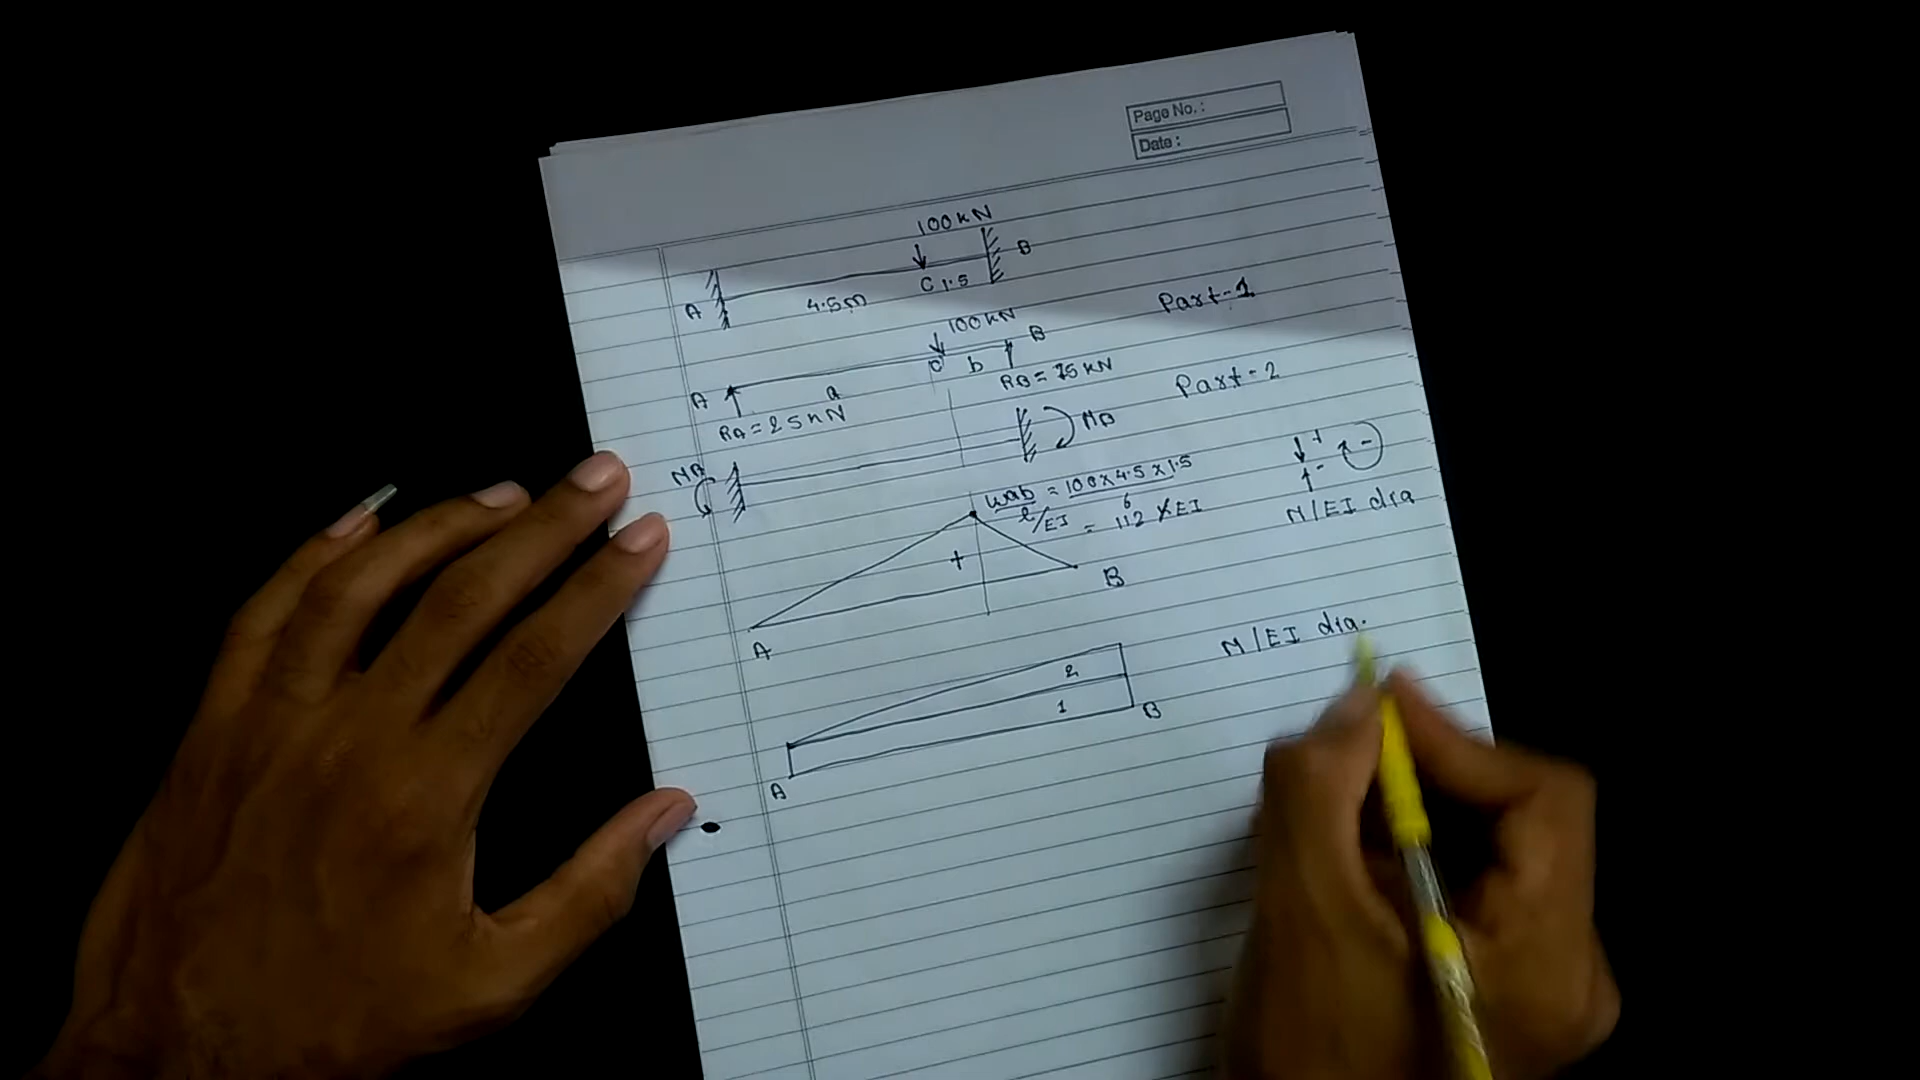 Page No. :
Date :
100 kN
A 4.5m C 1.5 B
Part-1
100 kN
A a C b B
RA = 25 kN RB = 75 kN
Part-2
MA MB
+
- -
wab/l/EI = 100 x 4.5 x 1.5/6
= 112 / EI
M/EI dia
+
A B
M/EI dia.
2
1
A B